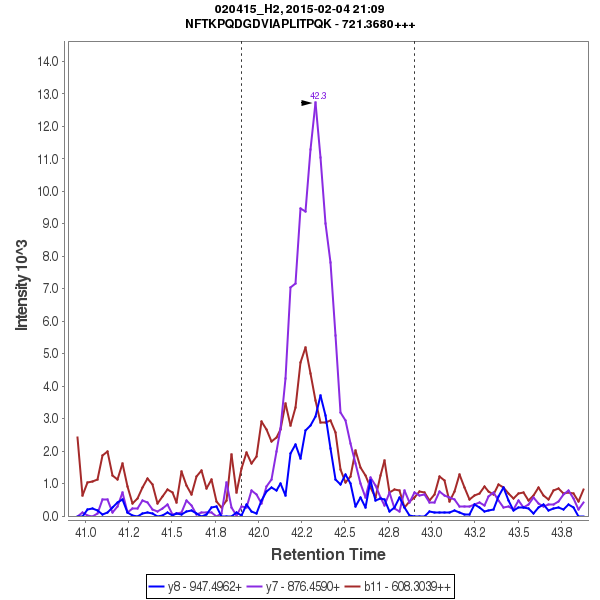 020415_H2, 2015-02-04 21:09
NFTKPQDGDVIAPLITPQK - 721.3680+++
Intensity 10^3
14.0
13.0
12.0
11.0
10.0
9.0
8.0
7.0
6.0
5.0
4.0
3.0
2.0
1.0
0.0
42.3
41.0 41.2 41.5 41.8 42.0 42.2 42.5 42.8 43.0 43.2 43.5 43.8
Retention Time
y8 - 947.4962+ y7 - 876.4590+ b11 - 608.3039++